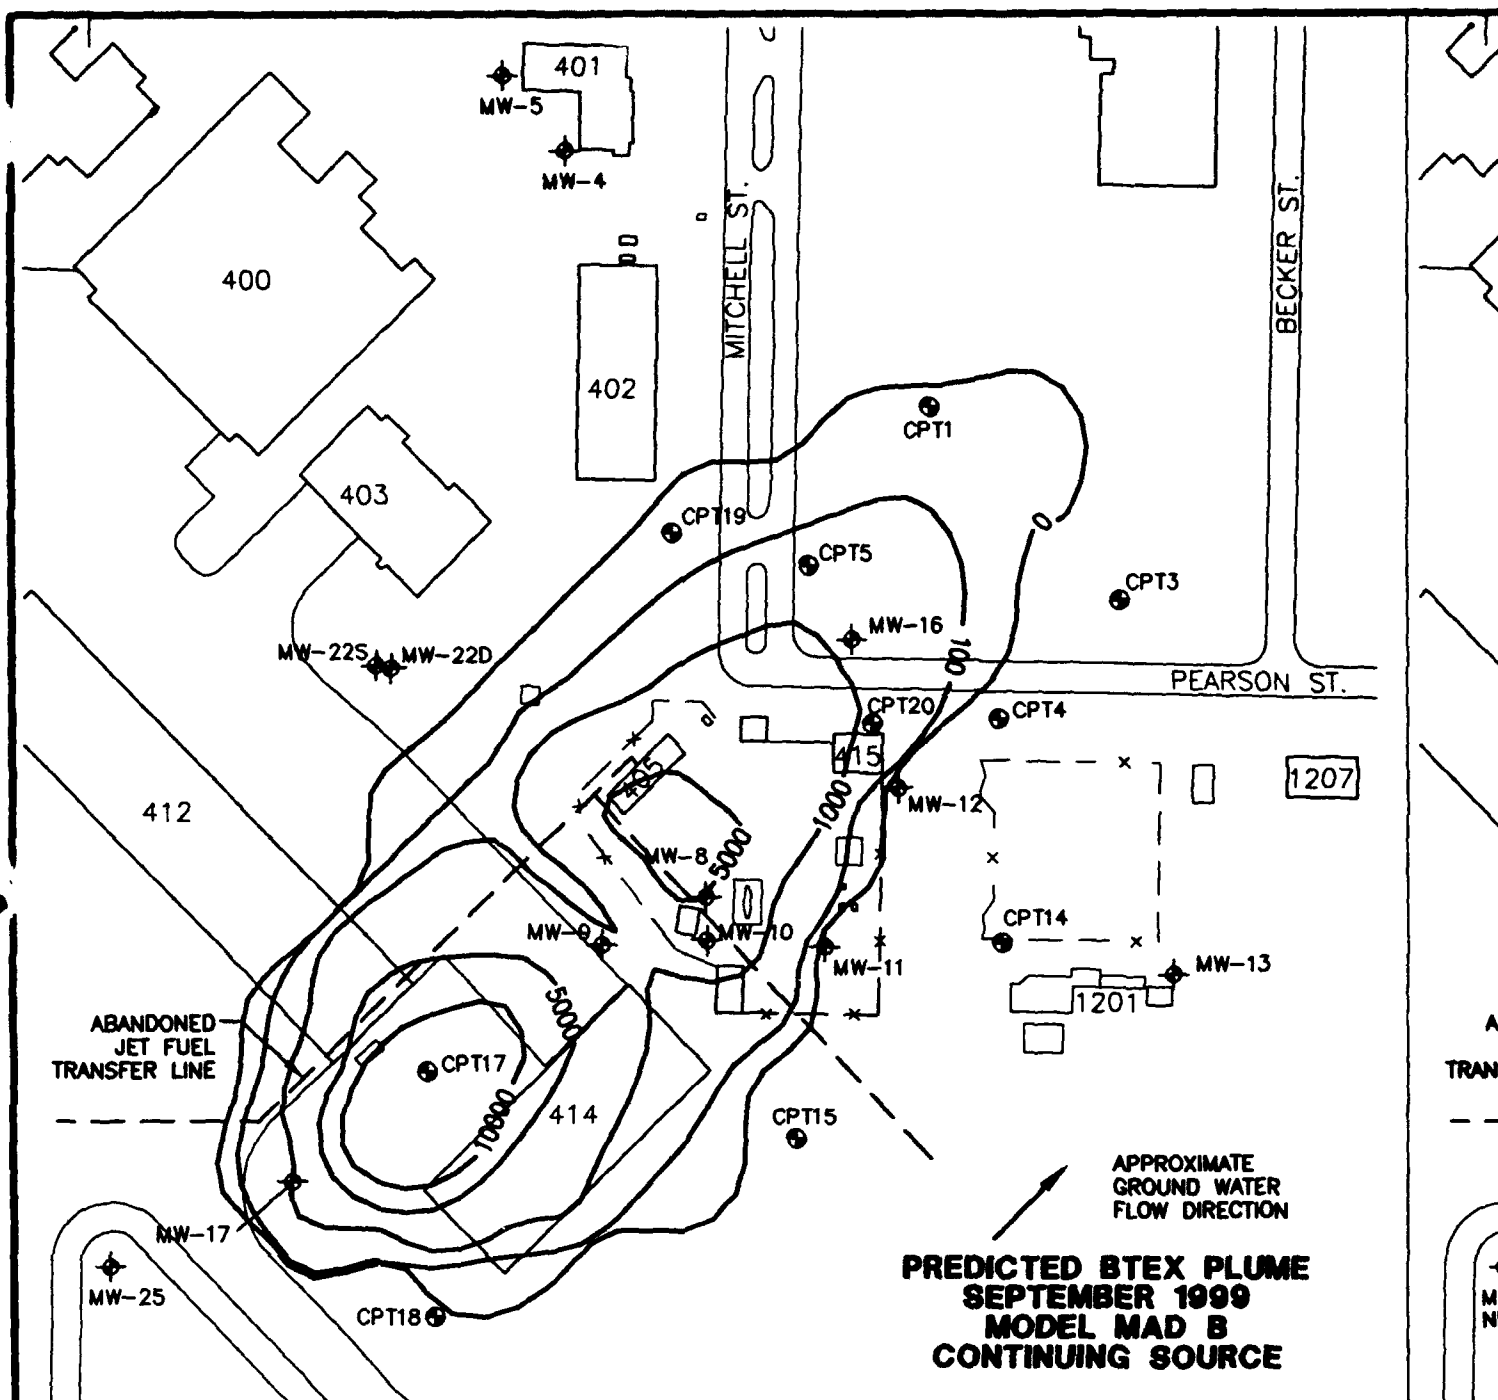 401
MW-5
MW-4
MITCHELL ST.
BECKER ST.
400
402
CPT1
403
CPT19
0
CPT5
CPT3
MW-16
MW-22S
MW-22D
100
PEARSON ST.
CPT20
CPT4
415
405
1207
412
1000
MW-12
5000
MW-8
MW-9
MW-10
CPT14
MW-11
MW-13
5000
1201
ABANDONED
JET FUEL
TRANSFER LINE
A
TRAN
CPT17
10000
414
CPT15
APPROXIMATE
GROUND WATER
FLOW DIRECTION
MW-17
MW-25
CPT18
PREDICTED BTEX PLUME
SEPTEMBER 1999
MODEL MAD B
CONTINUING SOURCE